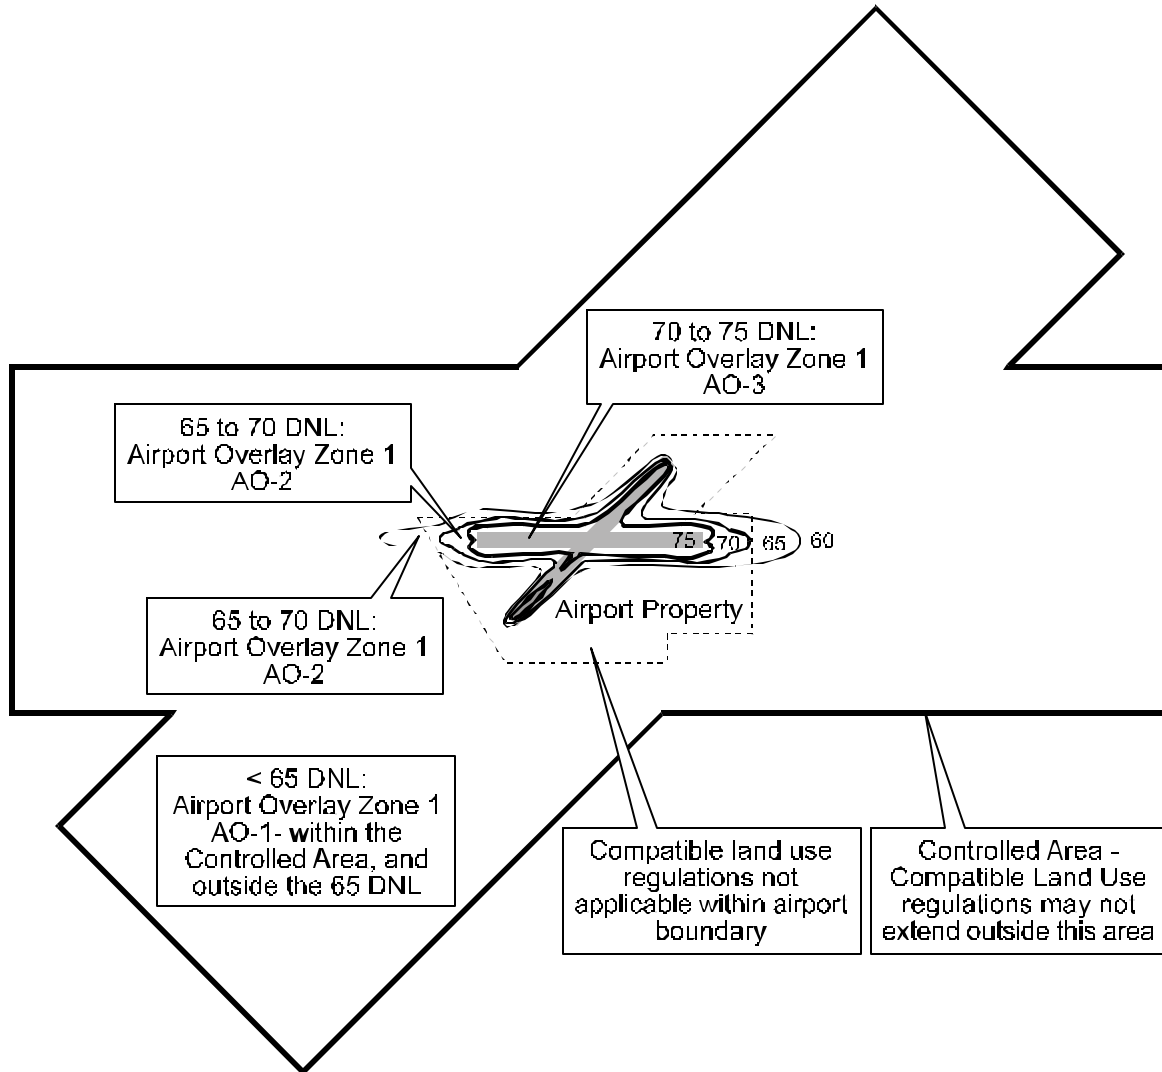 70 to 75 DNL:
Airport Overlay Zone 1
AO-3
65 to 70 DNL:
Airport Overlay Zone 1
AO-2
75
70
65
60
Airport Property
65 to 70 DNL:
Airport Overlay Zone 1
AO-2
< 65 DNL:
Airport Overlay Zone 1
AO-1- within the
Controlled Area, and
outside the 65 DNL
Compatible land use
regulations not
applicable within airport
boundary
Controlled Area -
Compatible Land Use
regulations may not
extend outside this area